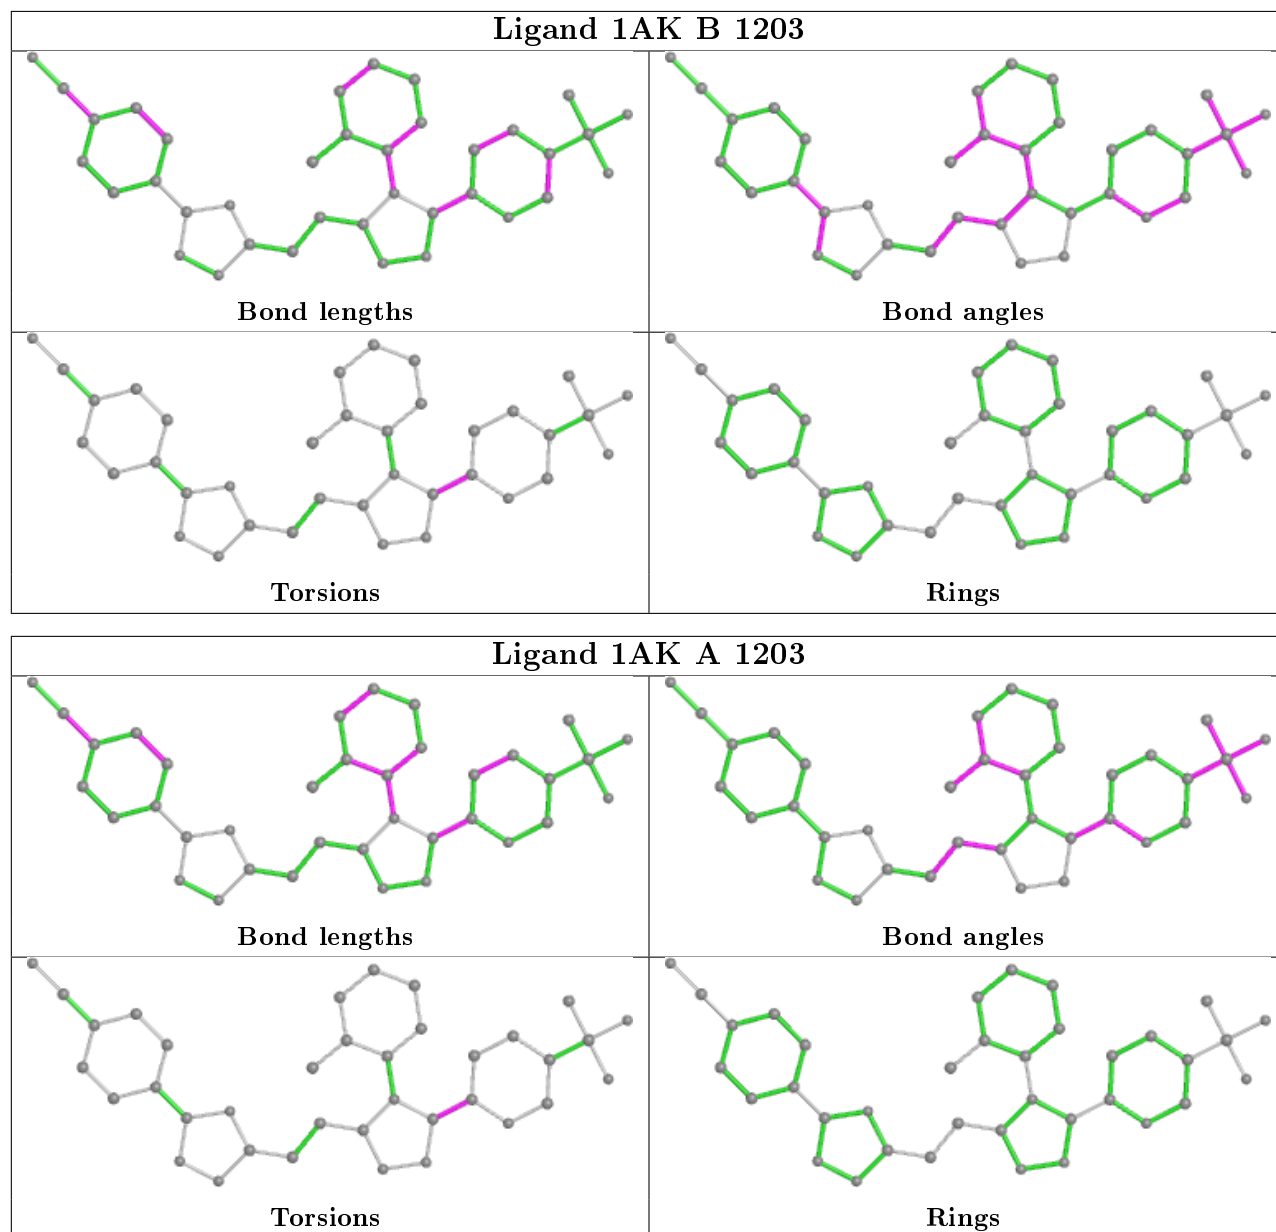 Ligand 1AK B 1203
Bond lengths
Bond angles
Torsions
Rings
Ligand 1AK A 1203
Bond lengths
Bond angles
Torsions
Rings